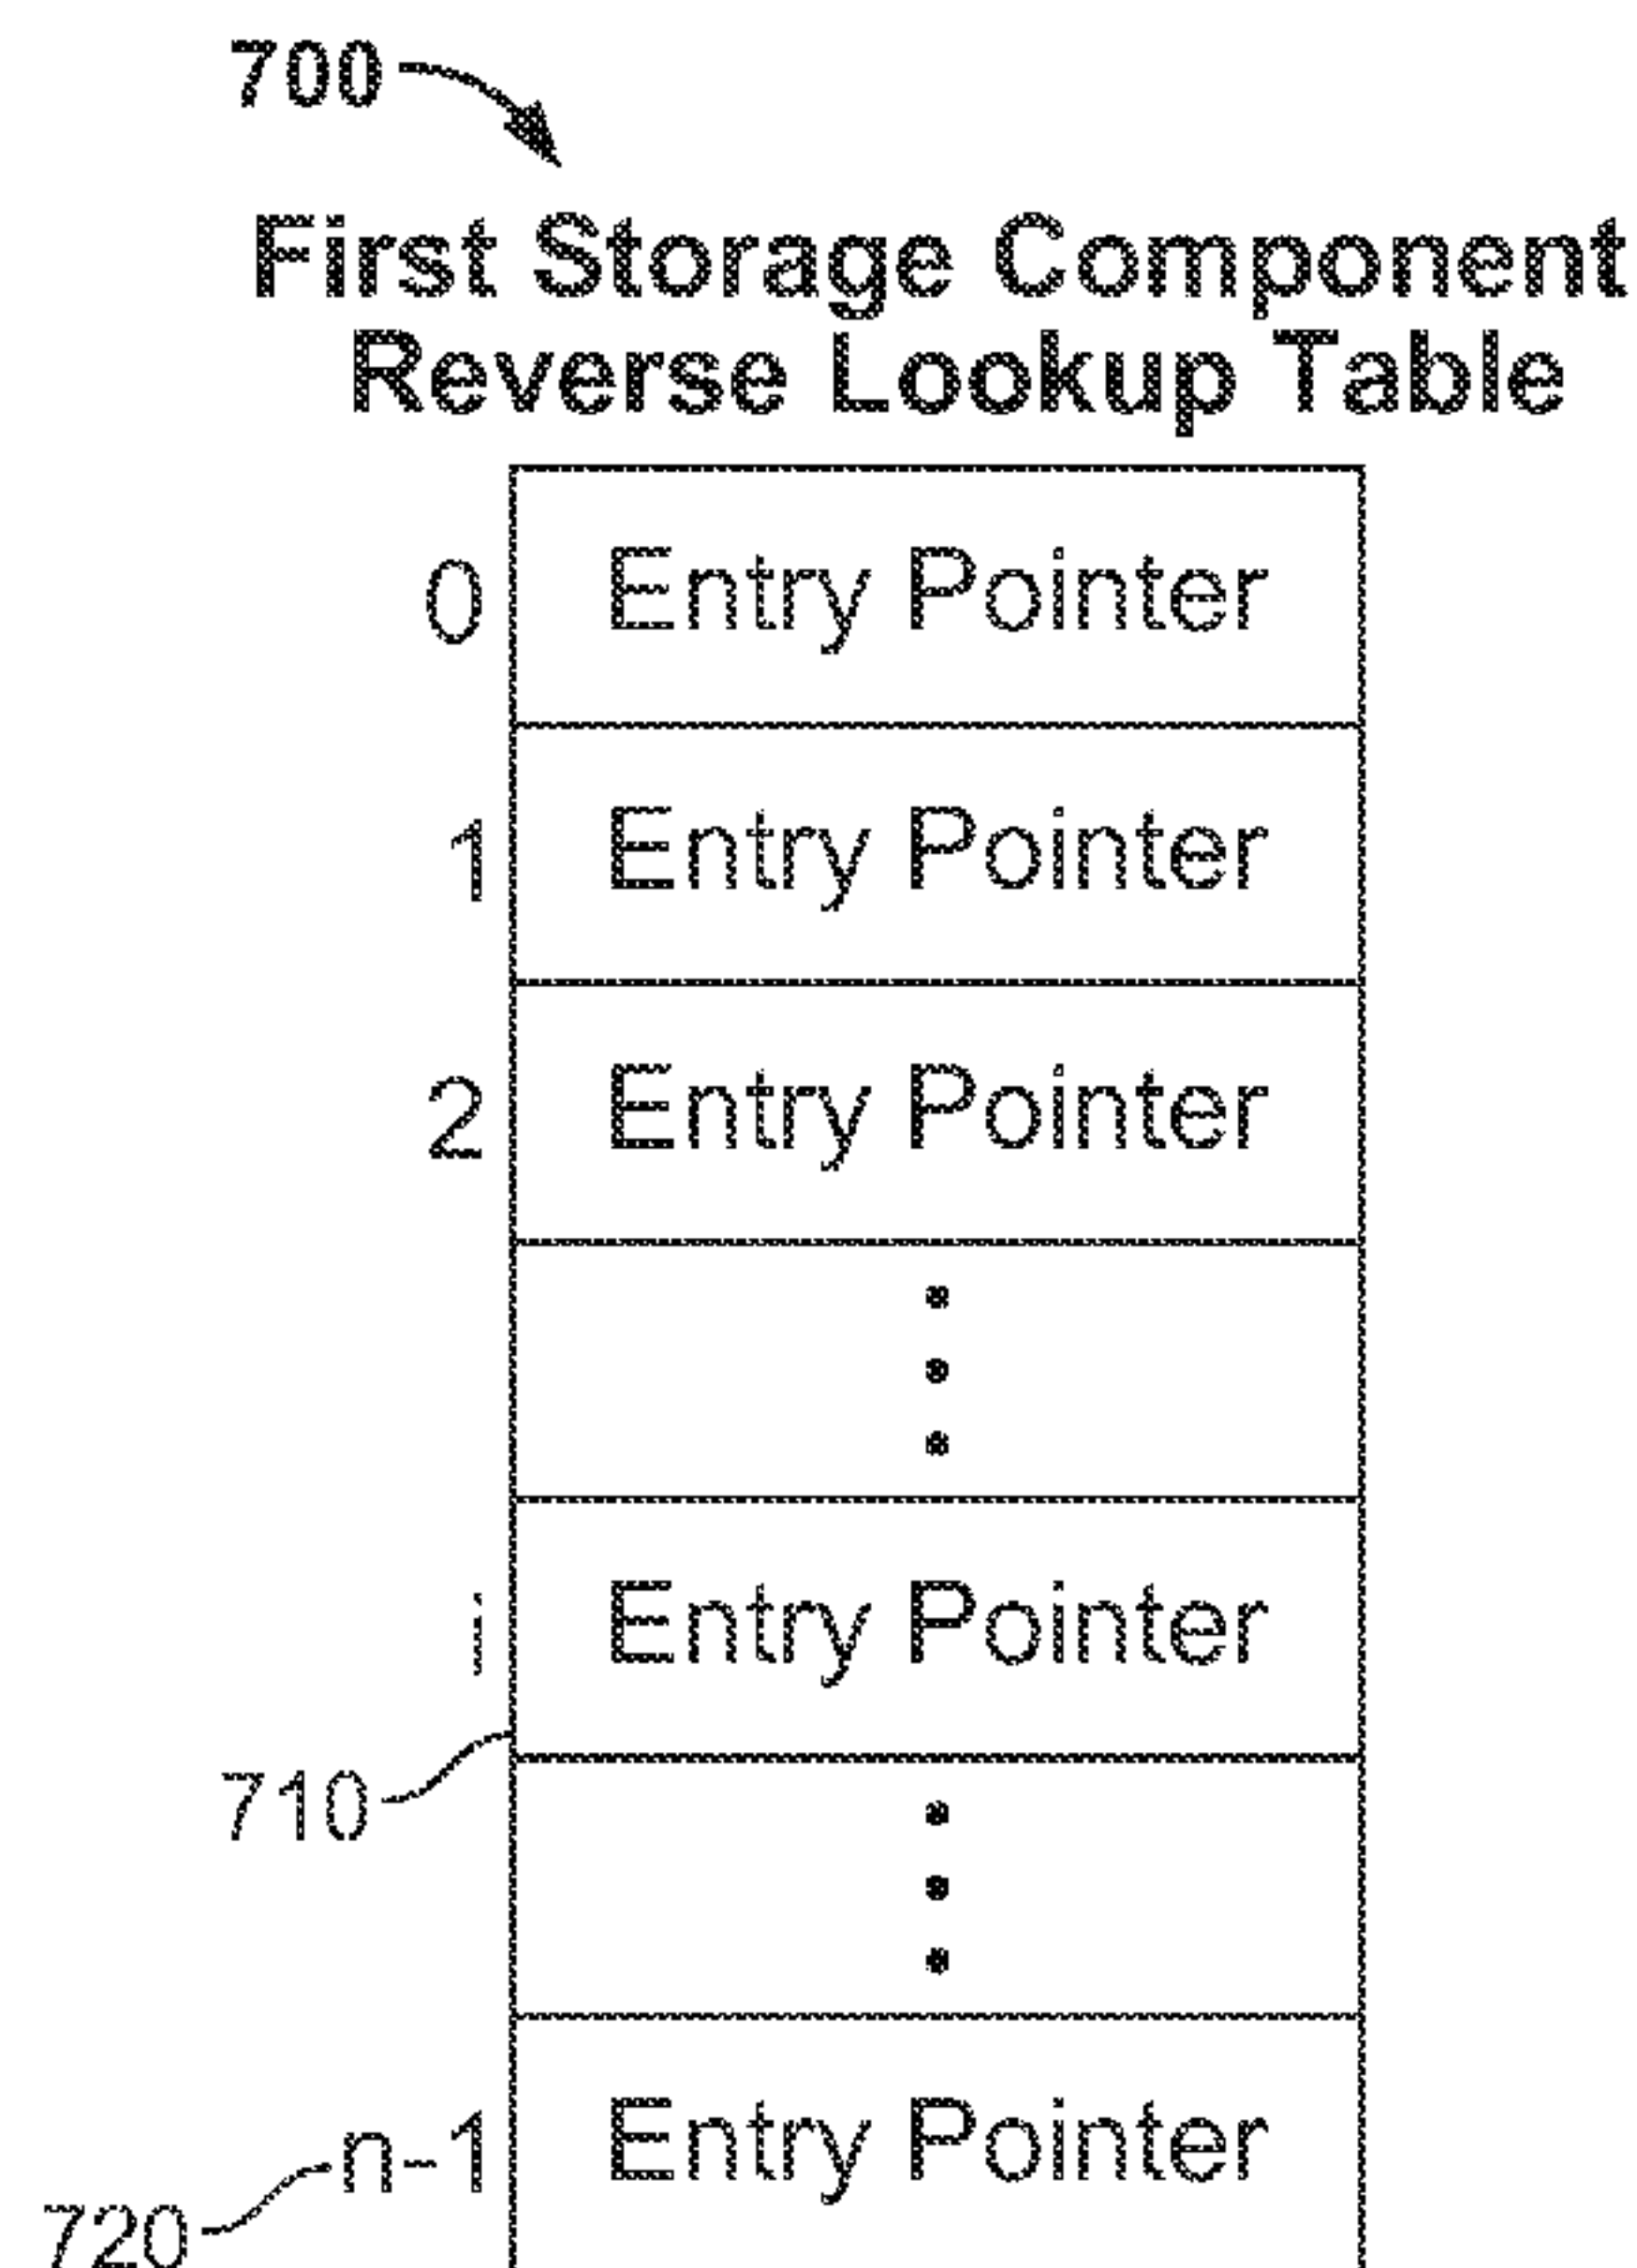 700
First Storage Component
Reverse Lookup Table
0 Entry Pointer
1 Entry Pointer
2 Entry Pointer
i Entry Pointer
710
n-1 Entry Pointer
720